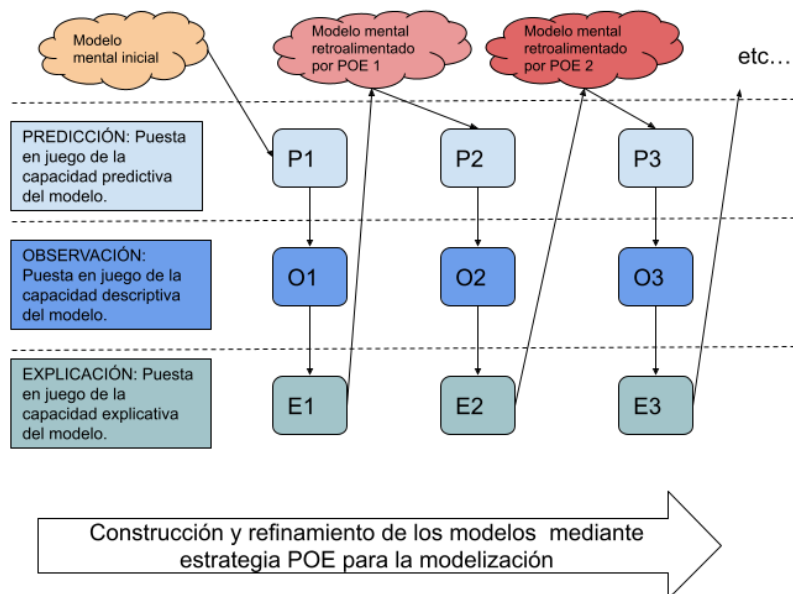 Modelo
mental inicial
Modelo mental
retroalimentado
por POE 1
Modelo mental
retroalimentado
por POE 2
etc...
PREDICCIÓN: Puesta
en juego de la
capacidad predictiva
del modelo.
P1
P2
P3
OBSERVACIÓN:
Puesta en juego de la
capacidad descriptiva
del modelo.
O1
O2
O3
EXPLICACIÓN: Puesta
en juego de la
capacidad explicativa
del modelo.
E1
E2
E3
Construcción y refinamiento de los modelos mediante
estrategia POE para la modelización